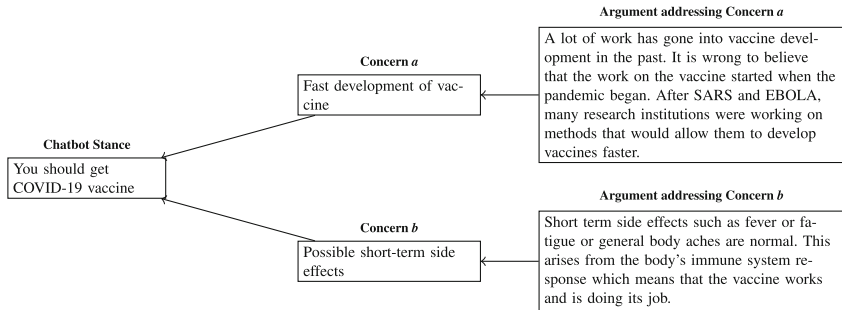 Chatbot Stance
You should get
COVID-19 vaccine
Concern a
Fast development of vac-
cine
Argument addressing Concern a
A lot of work has gone into vaccine devel-
opment in the past. It is wrong to believe
that the work on the vaccine started when the
pandemic began. After SARS and EBOLA,
many research institutions were working on
methods that would allow them to develop
vaccines faster.
Concern b
Possible short-term side
effects
Argument addressing Concern b
Short term side effects such as fever or fa-
tigue or general body aches are normal. This
arises from the body's immune system re-
sponse which means that the vaccine works
and is doing its job.